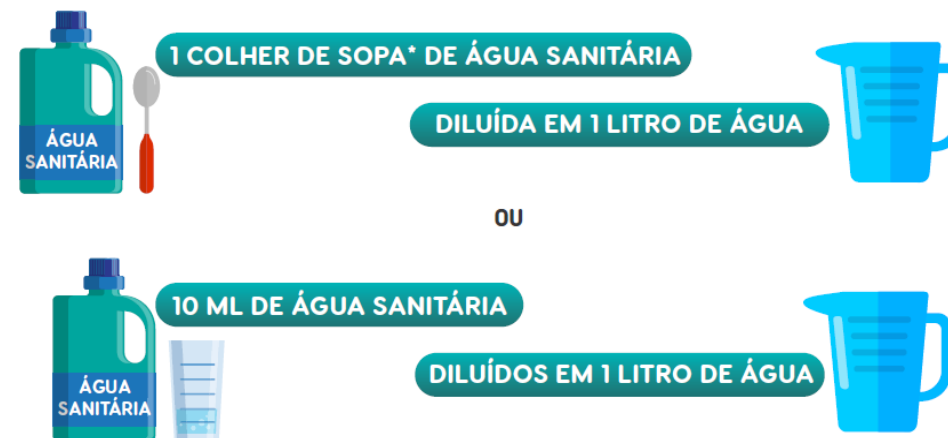 1 COLHER DE SOPA* DE ÁGUA SANITÁRIA
DILUÍDA EM 1 LITRO DE ÁGUA
ÁGUA
SANITÁRIA
OU
10 ML DE ÁGUA SANITÁRIA
DILUÍDOS EM 1 LITRO DE ÁGUA
ÁGUA
SANITÁRIA